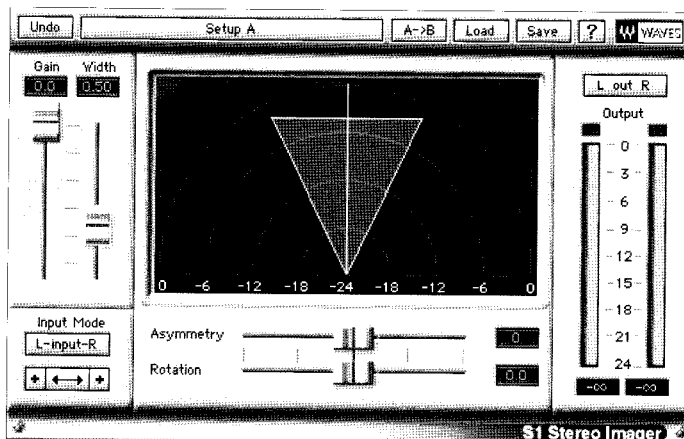 Undo Setup A A->B Load Save ? W WAVES
Gain Width
0.0 0.50
L out R
Output
0
3
6
9
12
15
18
21
24
-∞ -∞
0 -6 -12 -18 -24 -18 -12 -6 0
Input Mode
L-input-R
+ ↔ +
Asymmetry 0
Rotation 0.0
S1 Stereo Imager